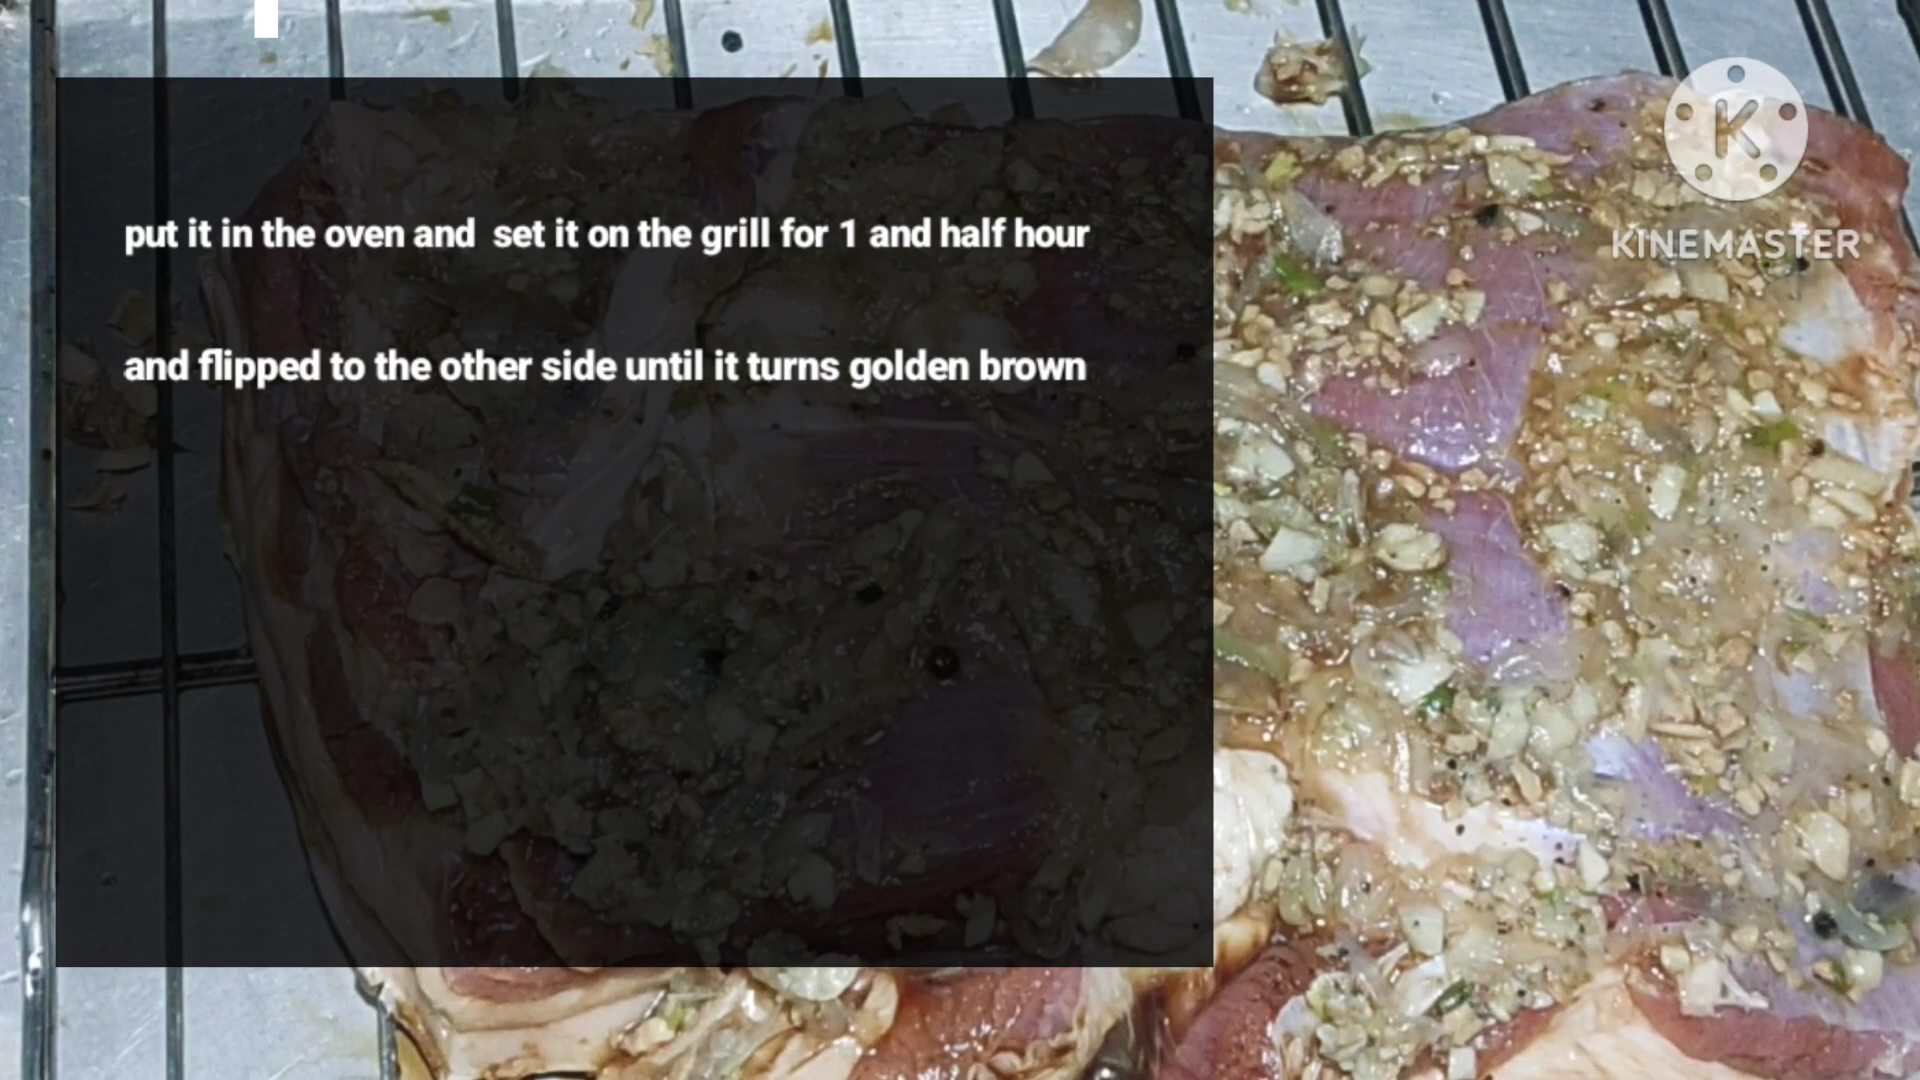 K
KINEMASTER
put it in the oven and  set it on the grill for 1 and half hour
and flipped to the other side until it turns golden brown